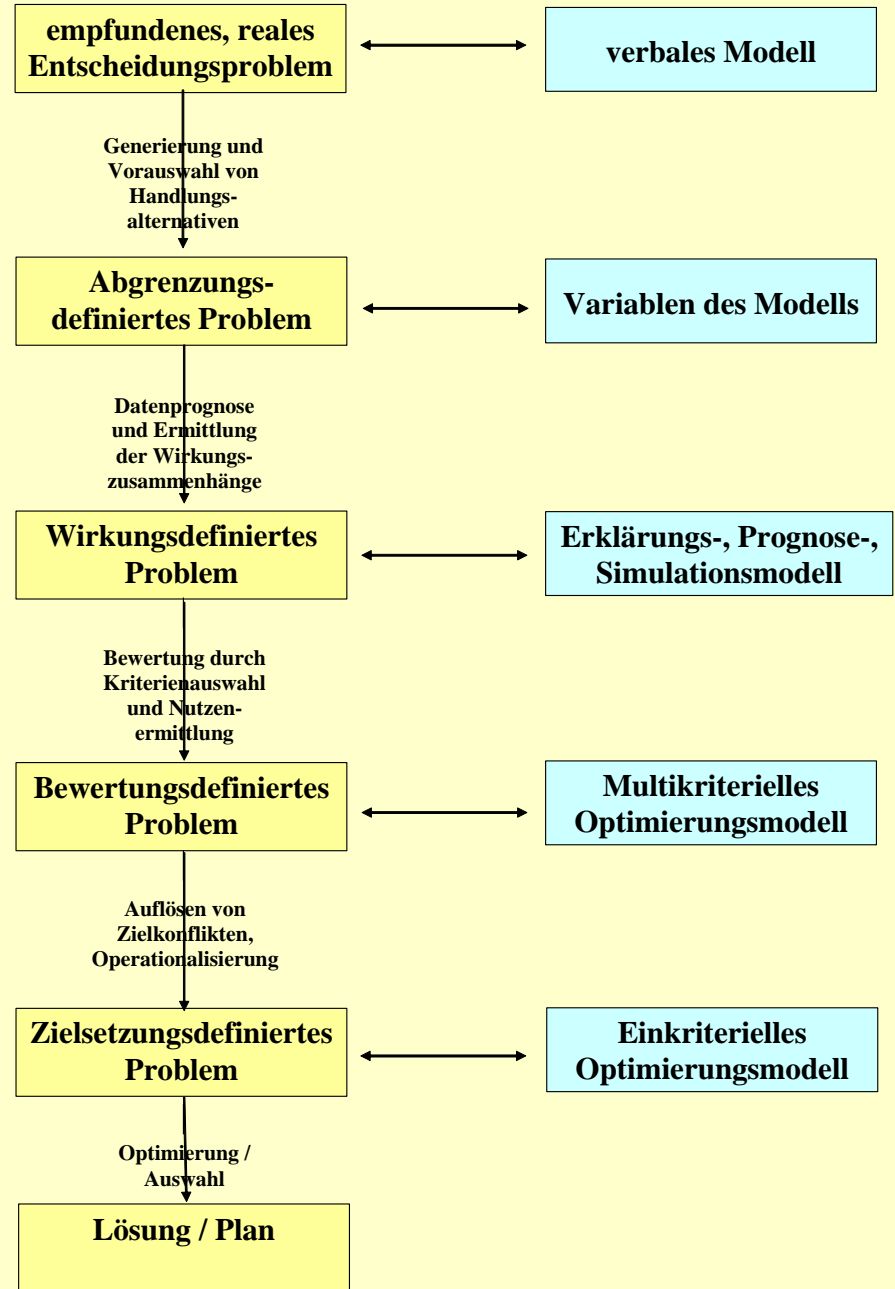 empfundenes, reales
Entscheidungsproblem
verbales Modell
Generierung und
Vorauswahl von
Handlungs-
alternativen
Abgrenzungs-
definiertes Problem
Variablen des Modells
Datenprognose
und Ermittlung
der Wirkungs-
zusammenhänge
Wirkungsdefiniertes
Problem
Erklärungs-, Prognose-,
Simulationsmodell
Bewertung durch
Kriterienauswahl
und Nutzen-
ermittlung
Bewertungsdefiniertes
Problem
Multikriterielles
Optimierungsmodell
Auflösen von
Zielkonflikten,
Operationalisierung
Zielsetzungsdefiniertes
Problem
Einkriterielles
Optimierungsmodell
Optimierung /
Auswahl
Lösung / Plan